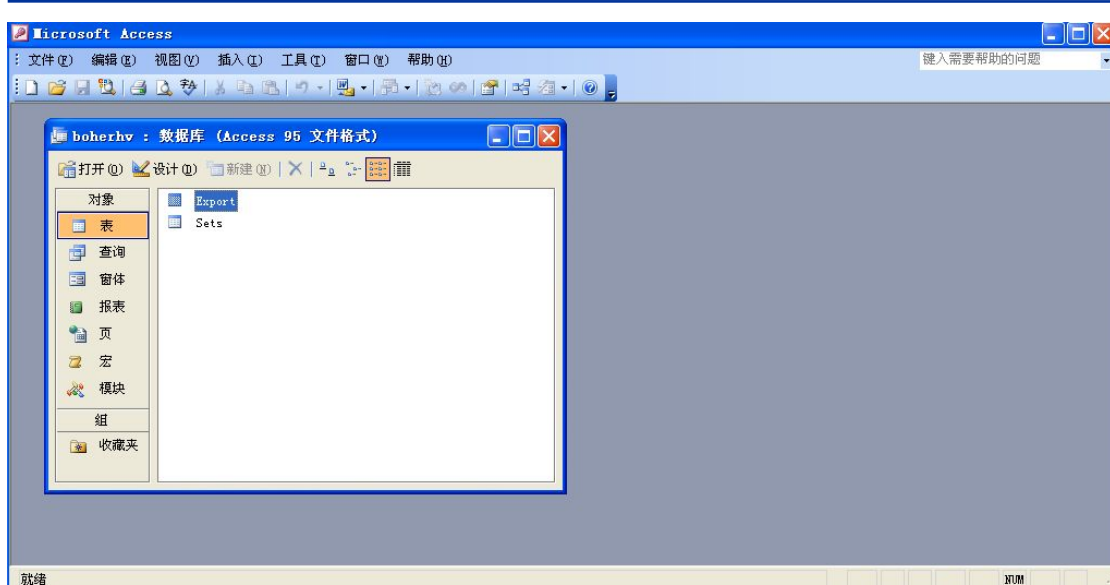 Microsoft Access
文件(F) 编辑(E) 视图(V) 插入(I) 工具(T) 窗口(W) 帮助(H) 键入需要帮助的问题
boherhv : 数据库 (Access 95 文件格式)
打开(O) 设计(D) 新建(N)
对象
表
查询
窗体
报表
页
宏
模块
组
收藏夹
Export
Sets
就绪 NUM